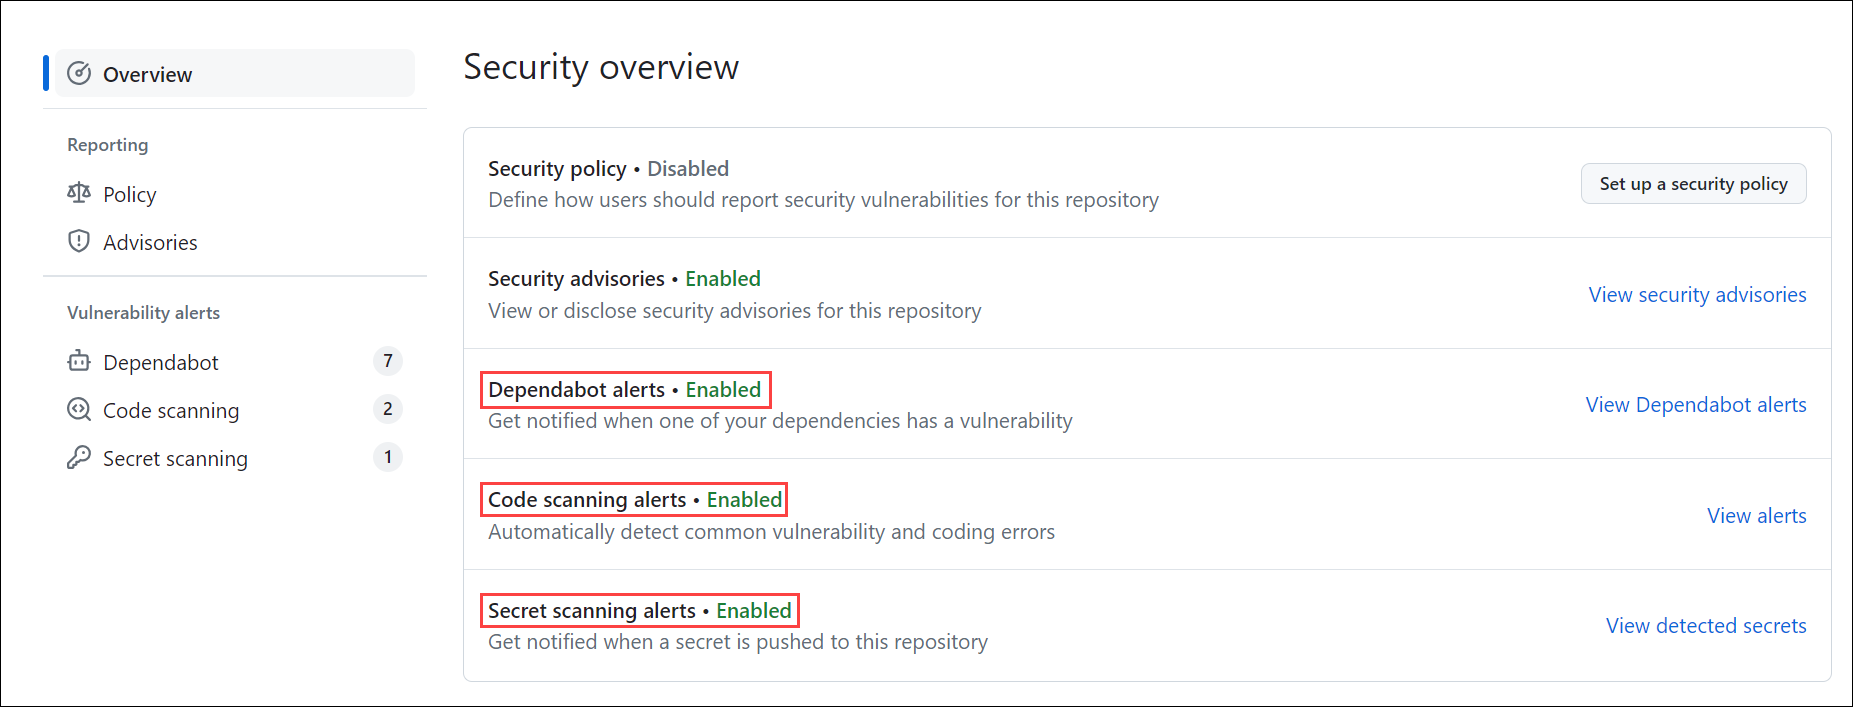 Overview
Reporting
Policy
Advisories
Vulnerability alerts
Dependabot 7
Code scanning 2
Secret scanning 1
Security overview
Security policy • Disabled
Define how users should report security vulnerabilities for this repository
Set up a security policy
Security advisories • Enabled
View or disclose security advisories for this repository
View security advisories
Dependabot alerts • Enabled
Get notified when one of your dependencies has a vulnerability
View Dependabot alerts
Code scanning alerts • Enabled
Automatically detect common vulnerability and coding errors
View alerts
Secret scanning alerts • Enabled
Get notified when a secret is pushed to this repository
View detected secrets